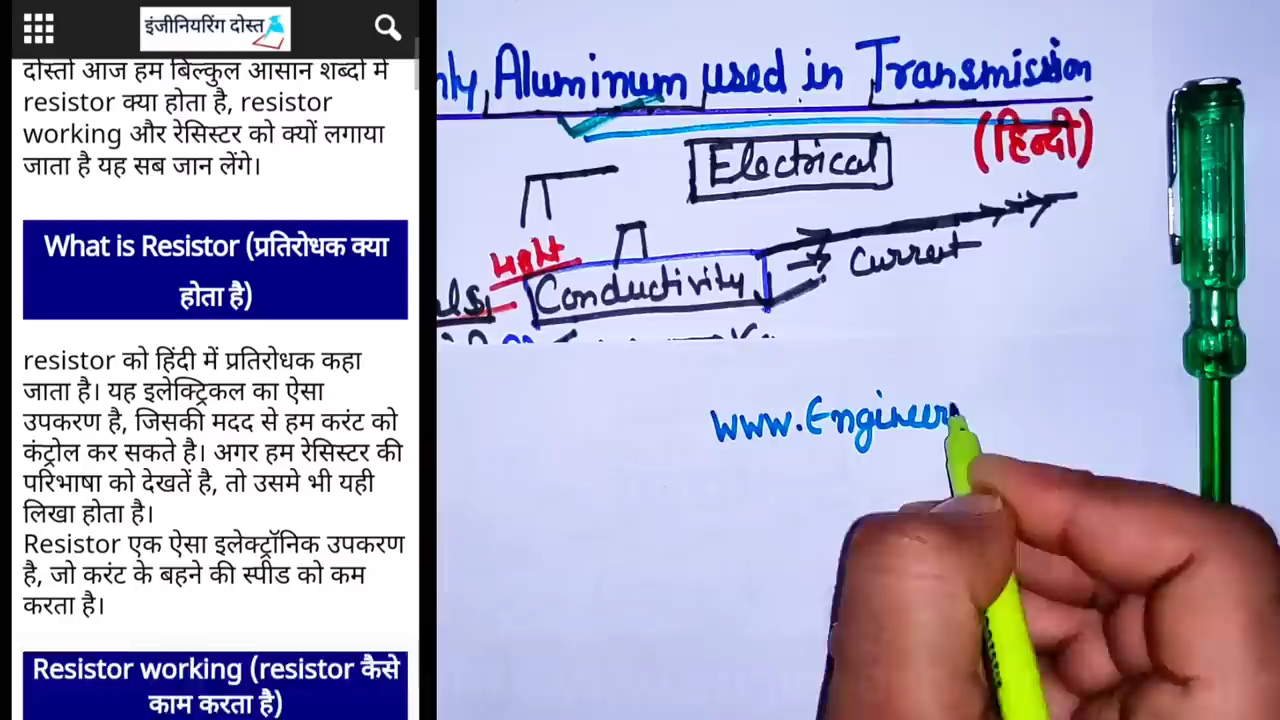 इंजीनियरिंग दोस्त
दोस्तों आज हम बिल्कुल आसान शब्दों में
resistor क्या होता है, resistor
working और रेसिस्टर को क्यों लगाया
जाता है यह सब जान लेंगे।
What is Resistor (प्रतिरोधक क्या
होता है)
resistor को हिंदी में प्रतिरोधक कहा
जाता है। यह इलेक्ट्रिकल का ऐसा
उपकरण है, जिसकी मदद से हम करंट को
कंट्रोल कर सकते है। अगर हम रेसिस्टर की
परिभाषा को देखतें है, तो उसमे भी यही
लिखा होता है।
Resistor एक ऐसा इलेक्ट्रॉनिक उपकरण
है, जो करंट के बहने की स्पीड को कम
करता है।
Resistor working (resistor कैसे
काम करता है)
nly Aluminum used in Transmission
(हिन्दी)
Electrical
Light
als Conductivity
Current
www.Engineer